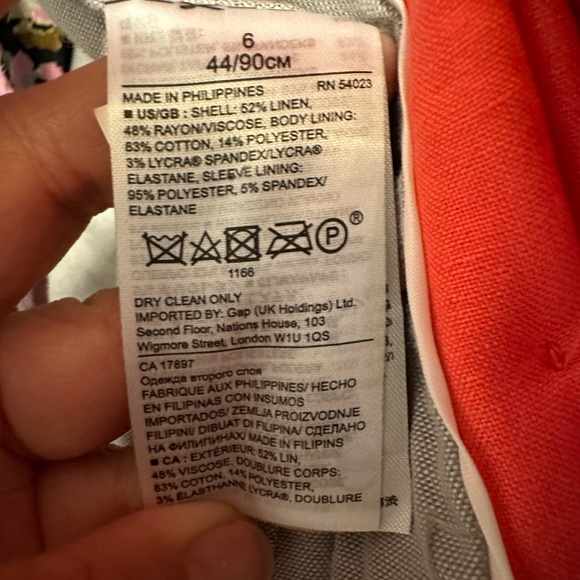 6
44/90CM
MADE IN PHILIPPINES RN 54023
■ US/GB : SHELL: 52% LINEN,
48% RAYON/VISCOSE, BODY LINING:
83% COTTON, 14% POLYESTER,
3% LYCRA® SPANDEX/LYCRA®
ELASTANE, SLEEVE LINING:
95% POLYESTER, 5% SPANDEX/
ELASTANE
P®
1166
DRY CLEAN ONLY
IMPORTED BY: Gap (UK Holdings) Ltd.
Second Floor, Nations House, 103
Wigmore Street, London W1U 1QS
CA 17897
Одежда второго слоя
FABRIQUE AUX PHILIPPINES/ HECHO
EN FILIPINAS CON INSUMOS
IMPORTADOS/ ZEMLJA PROIZVODNJE
FILIPINI/ DIBUAT DI FILIPINA/ СДЕЛАНО
НА ФИЛИППИНАХ/ MADE IN FILIPINS
■ CA : EXTÉRIEUR: 52% LIN,
48% VISCOSE, DOUBLURE CORPS:
83% COTON, 14% POLYESTER,
3% ÉLASTHANNE LYCRA®, DOUBLURE